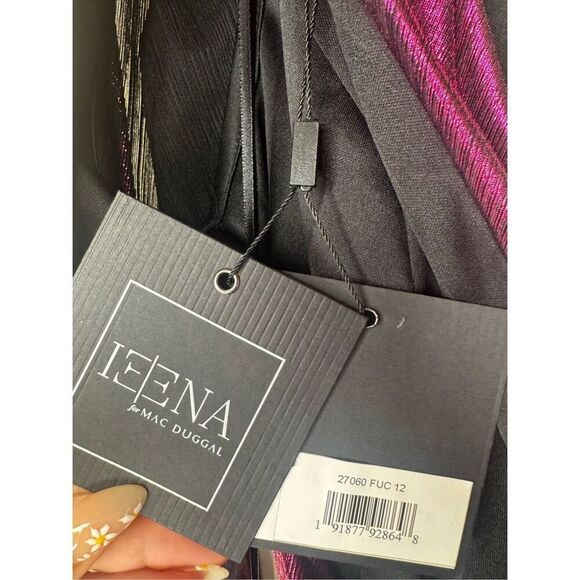 IEENA
for MAC DUGGAL
27060 FUC 12
1 91877 92864 8